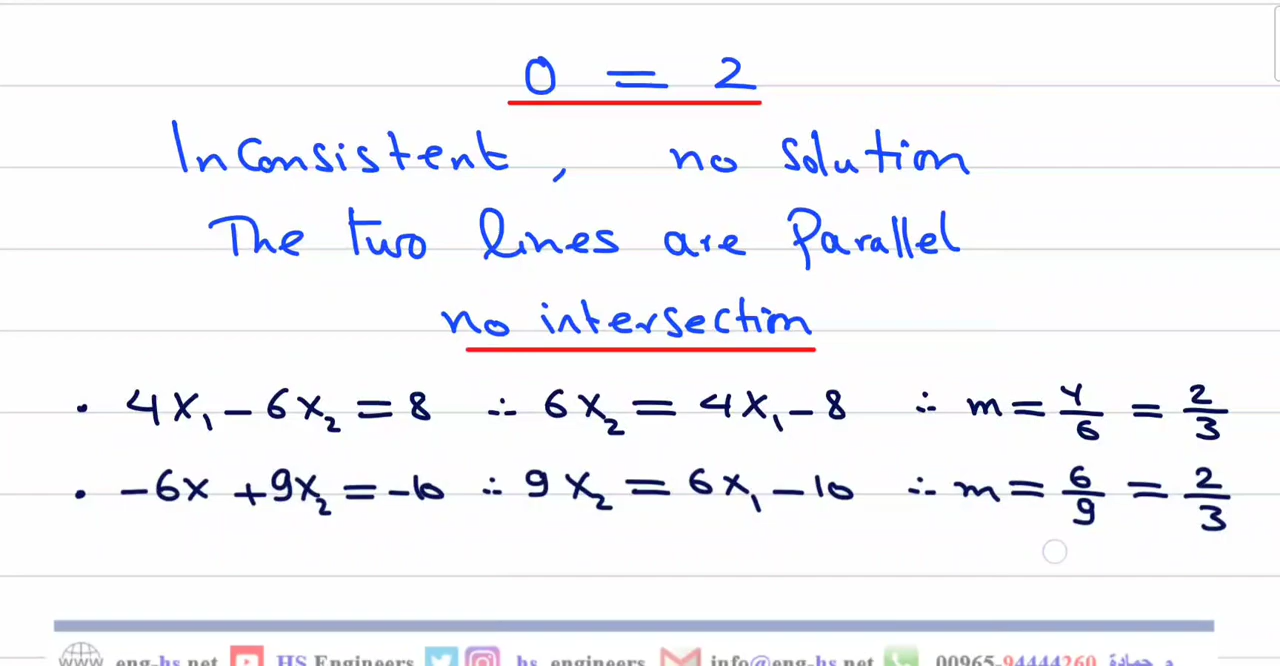 0 = 2
Inconsistent, no solution
The two lines are Parallel
no intersection
• 4x₁ - 6x₂ = 8 ∴ 6x₂ = 4x₁ - 8 ∴ m = 4/6 = 2/3
• -6x + 9x₂ = -10 ∴ 9x₂ = 6x₁ - 10 ∴ m = 6/9 = 2/3
www eng-hs.net HS Engineers hs_engineers info@eng-hs.net 00965-94444260 م حمادة